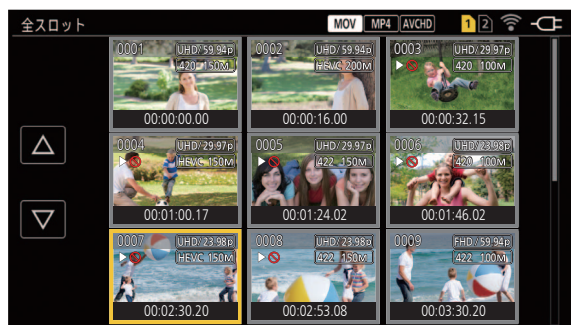 全スロット MOV MP4 AVCHD 1 2
0001 UHD/59.94p
420 150M
00:00:00.00
0002 UHD/59.94p
HEVC 200M
00:00:16.00
0003 UHD/29.97p
420 100M
00:00:32.15
0004 UHD/29.97p
HEVC 150M
00:01:00.17
0005 UHD/29.97p
422 150M
00:01:24.02
0006 UHD/23.98p
420 100M
00:01:46.02
0007 UHD/23.98p
HEVC 150M
00:02:30.20
0008 UHD/23.98p
422 150M
00:02:53.08
0009 FHD/59.94p
422 100M
00:03:30.20